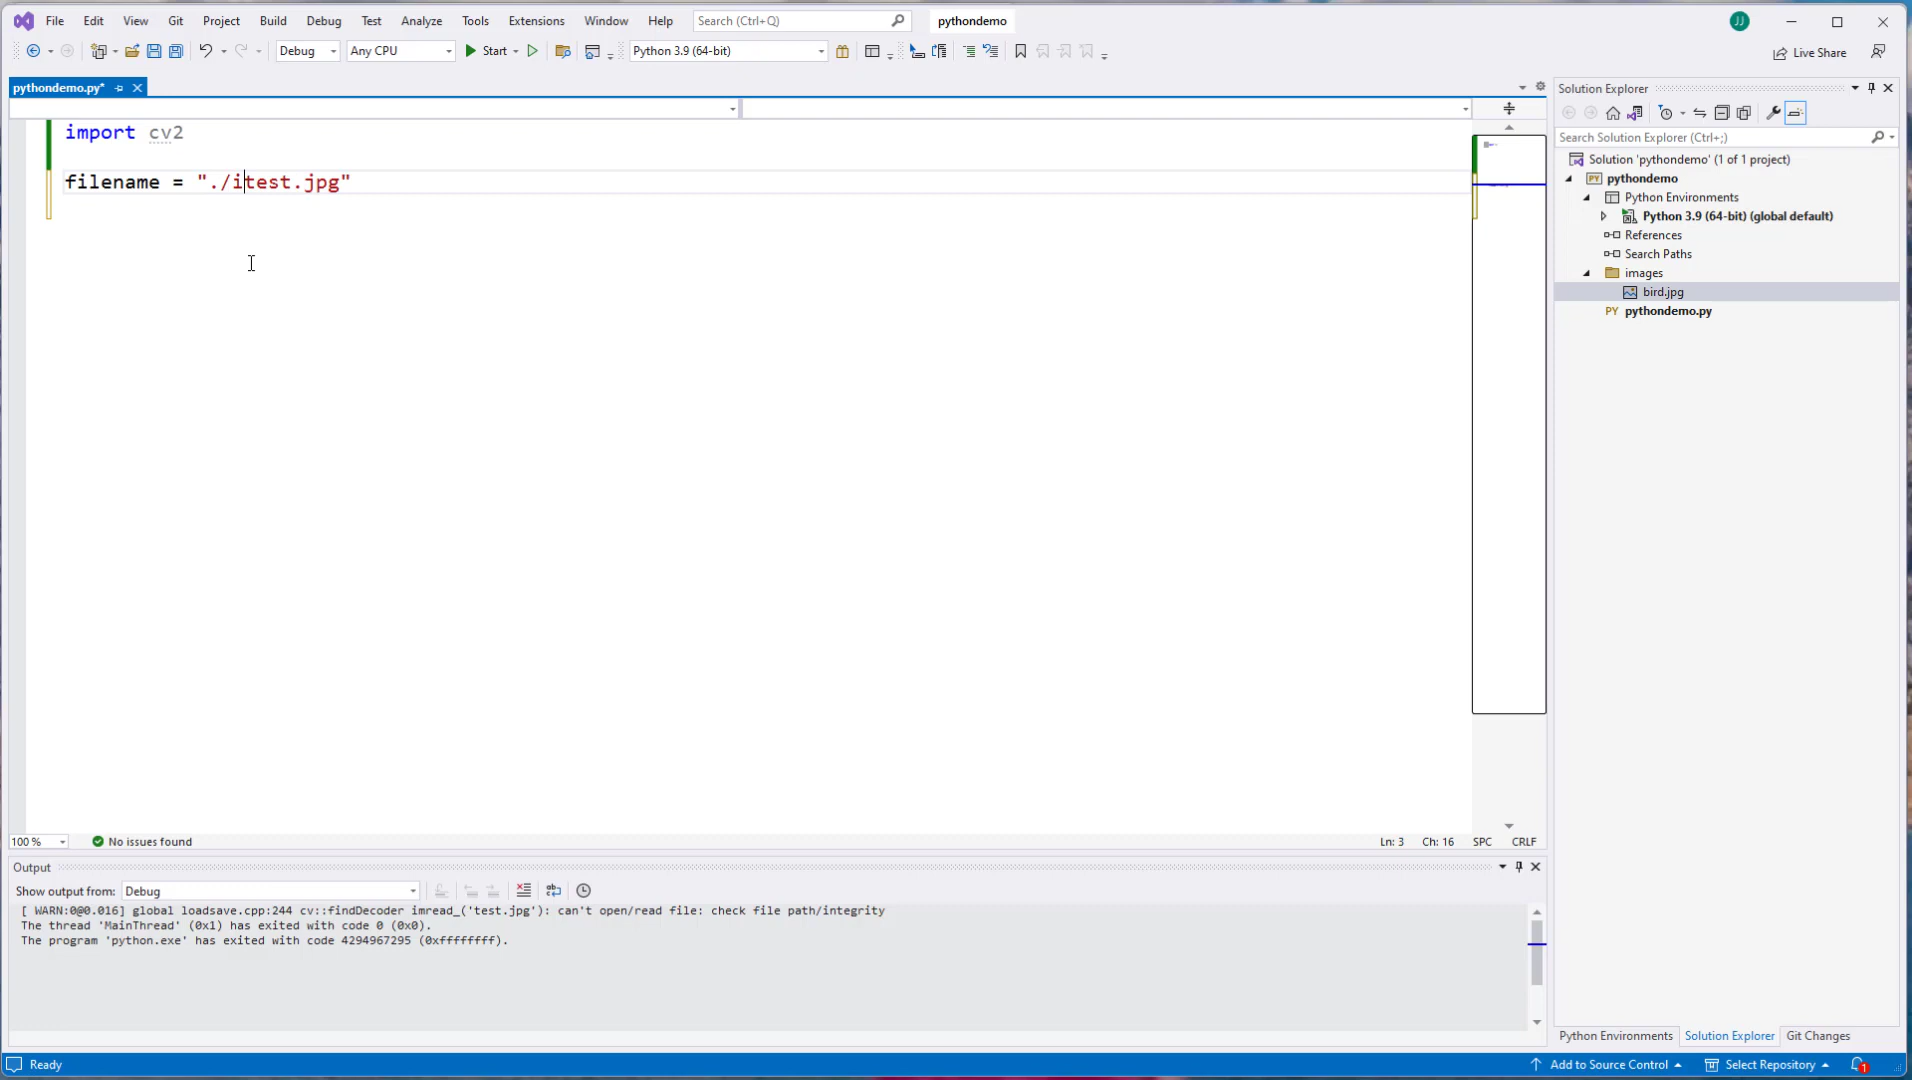 File Edit View Git Project Build Debug Test Analyze Tools Extensions Window Help Search (Ctrl+Q) pythondemo JJ
Debug Any CPU Start Python 3.9 (64-bit) Live Share
pythondemo.py*
import cv2
filename = "./itest.jpg"
100 % No issues found Ln: 3 Ch: 16 SPC CRLF
Output
Show output from: Debug
[ WARN:0@0.016] global loadsave.cpp:244 cv::findDecoder imread_('test.jpg'): can't open/read file: check file path/integrity
The thread 'MainThread' (0x1) has exited with code 0 (0x0).
The program 'python.exe' has exited with code 4294967295 (0xffffffff).
Solution Explorer
Search Solution Explorer (Ctrl+;)
Solution 'pythondemo' (1 of 1 project)
PY pythondemo
Python Environments
Python 3.9 (64-bit) (global default)
References
Search Paths
images
bird.jpg
PY pythondemo.py
Python Environments Solution Explorer Git Changes
Ready Add to Source Control Select Repository 1